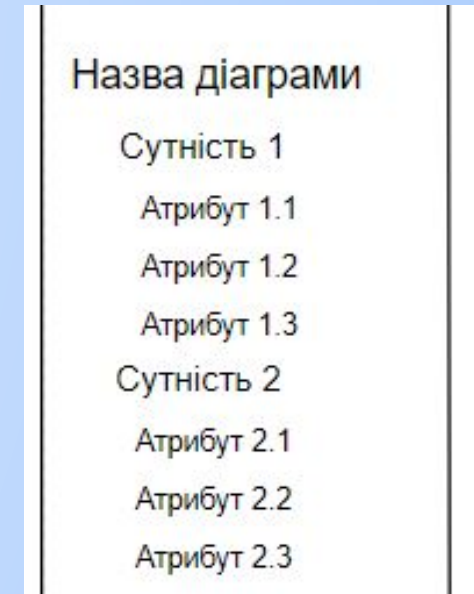 Назва діаграми
Сутність 1
Атрибут 1.1
Атрибут 1.2
Атрибут 1.3
Сутність 2
Атрибут 2.1
Атрибут 2.2
Атрибут 2.3